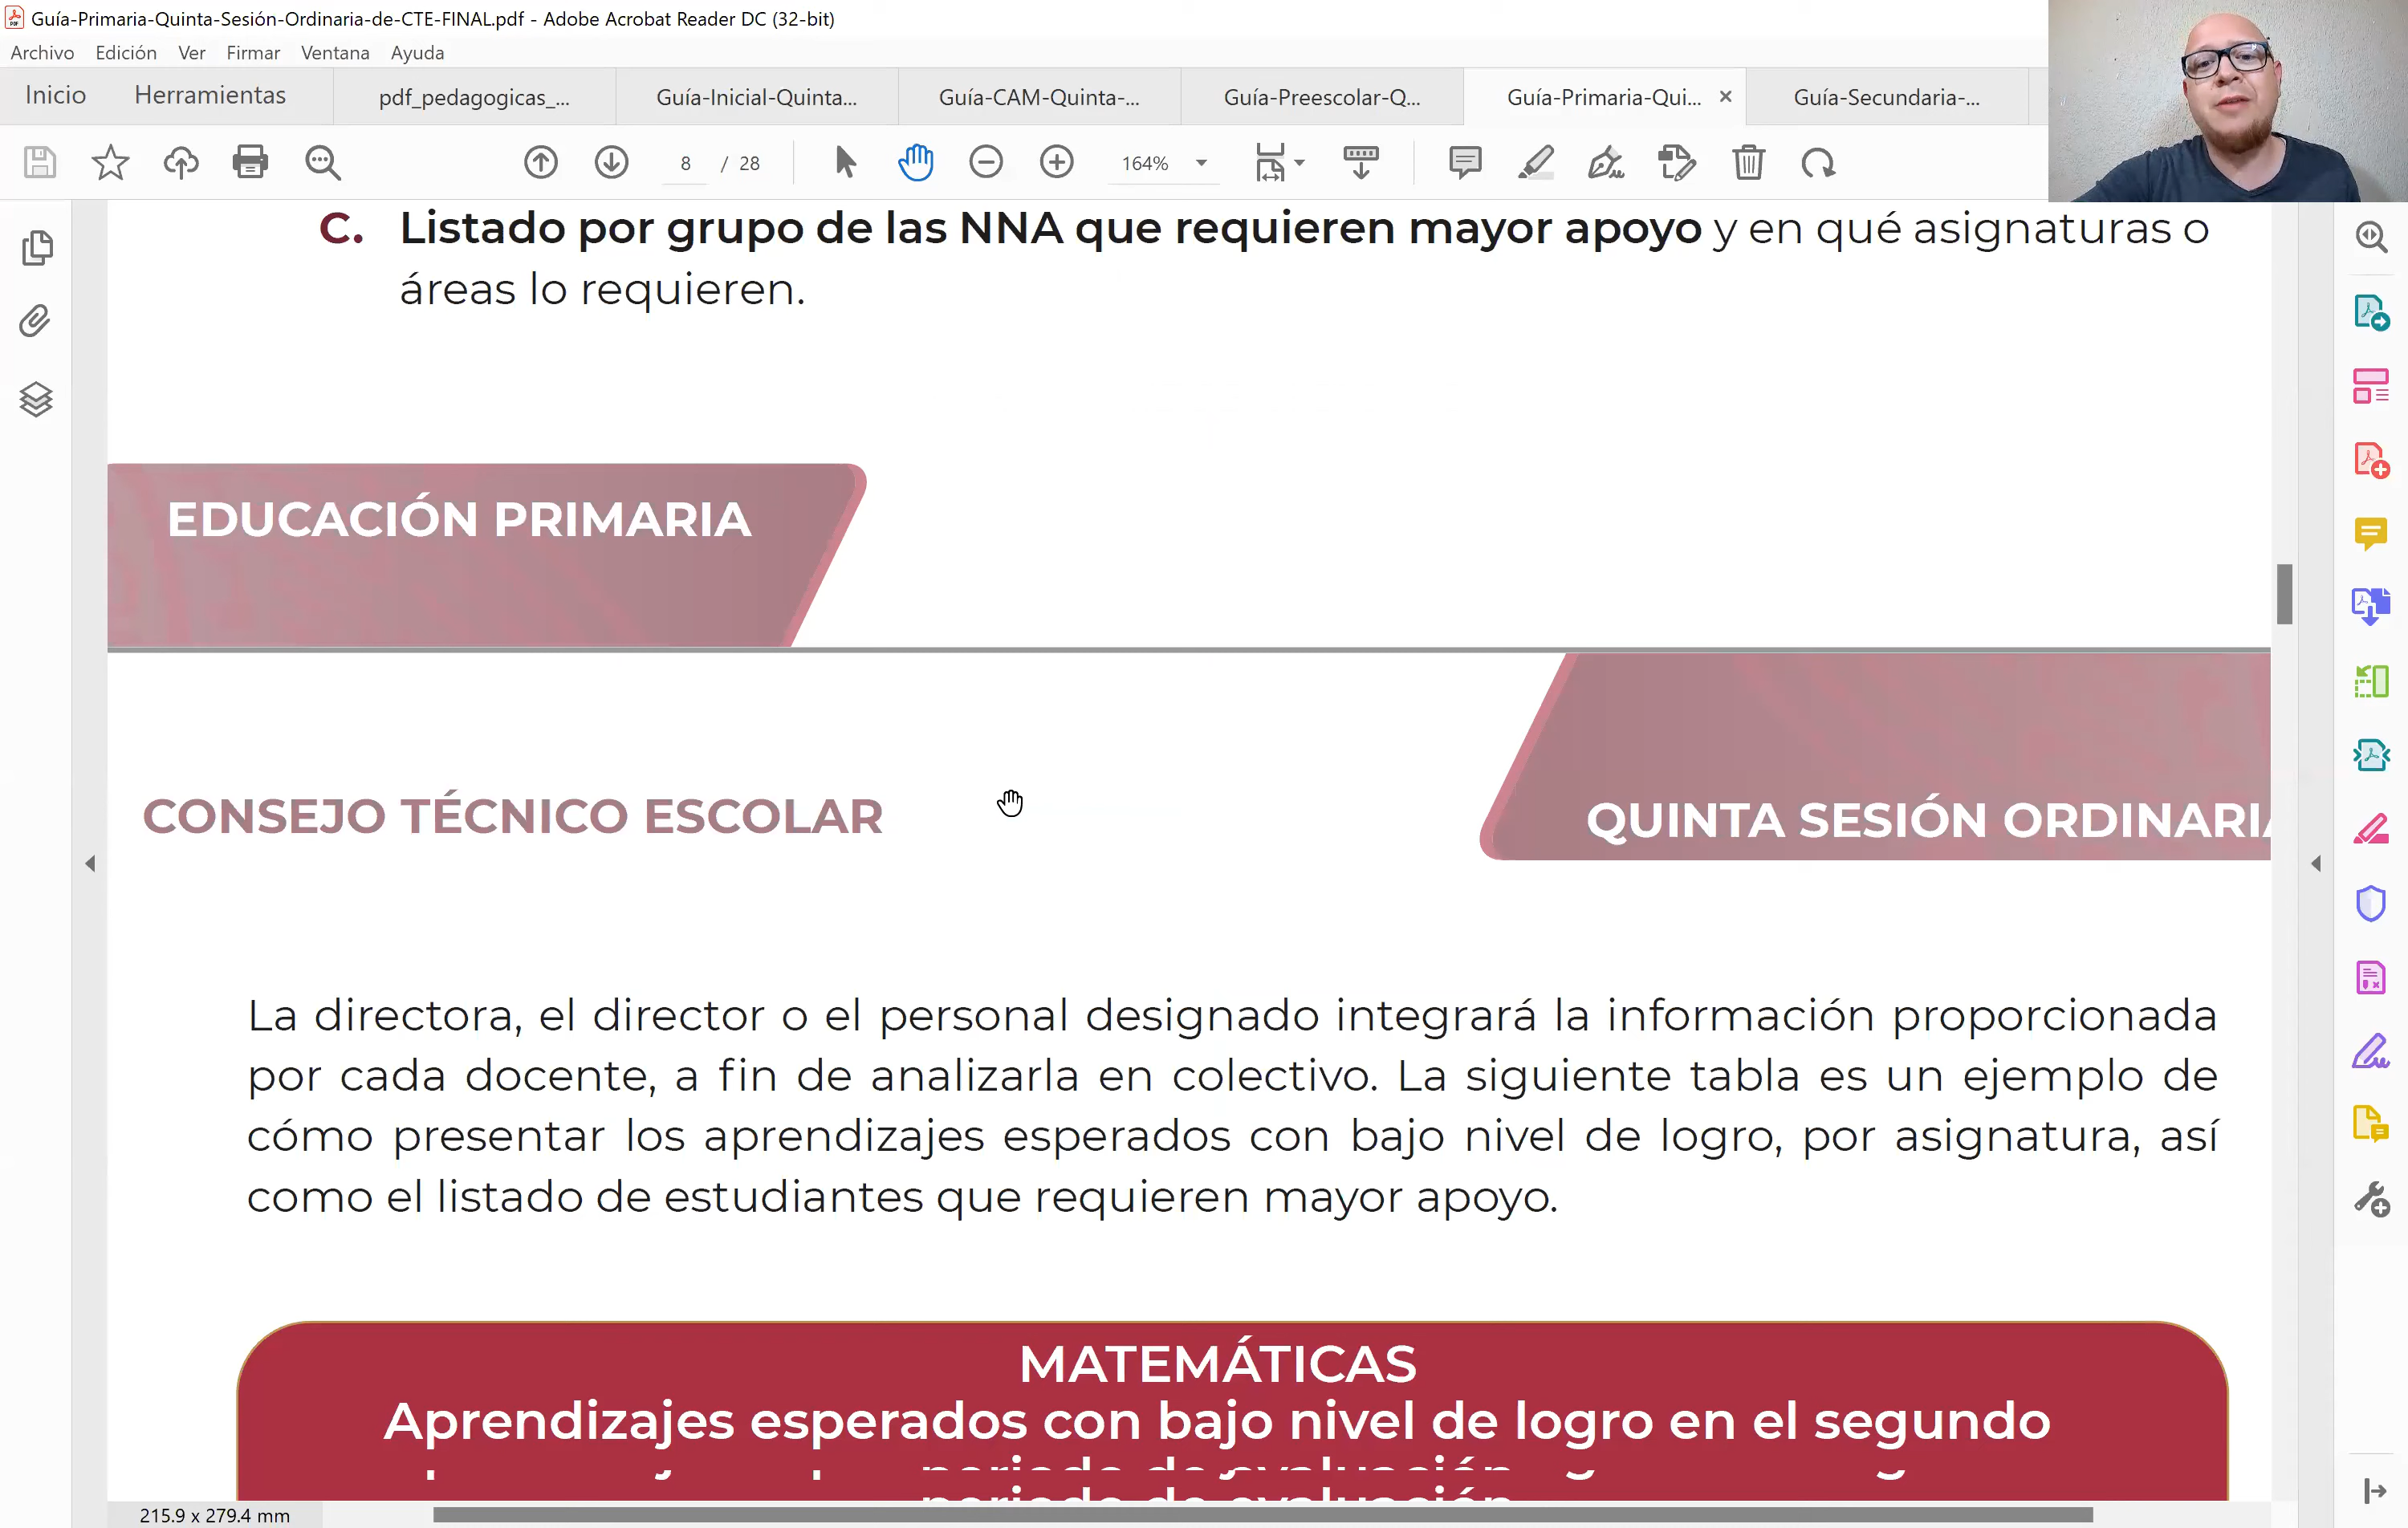 Guía-Primaria-Quinta-Sesión-Ordinaria-de-CTE-FINAL.pdf - Adobe Acrobat Reader DC (32-bit)
Archivo Edición Ver Firmar Ventana Ayuda
Inicio Herramientas pdf_pedagogicas_... Guía-Inicial-Quinta... Guía-CAM-Quinta-... Guía-Preescolar-Q... Guía-Primaria-Qui... Guía-Secundaria-...
8 / 28 164%
C. Listado por grupo de las NNA que requieren mayor apoyo y en qué asignaturas o
áreas lo requieren.
EDUCACIÓN PRIMARIA
CONSEJO TÉCNICO ESCOLAR
QUINTA SESIÓN ORDINARIA
La directora, el director o el personal designado integrará la información proporcionada
por cada docente, a fin de analizarla en colectivo. La siguiente tabla es un ejemplo de
cómo presentar los aprendizajes esperados con bajo nivel de logro, por asignatura, así
como el listado de estudiantes que requieren mayor apoyo.
MATEMÁTICAS
Aprendizajes esperados con bajo nivel de logro en el segundo
periodo de evaluación
215.9 x 279.4 mm